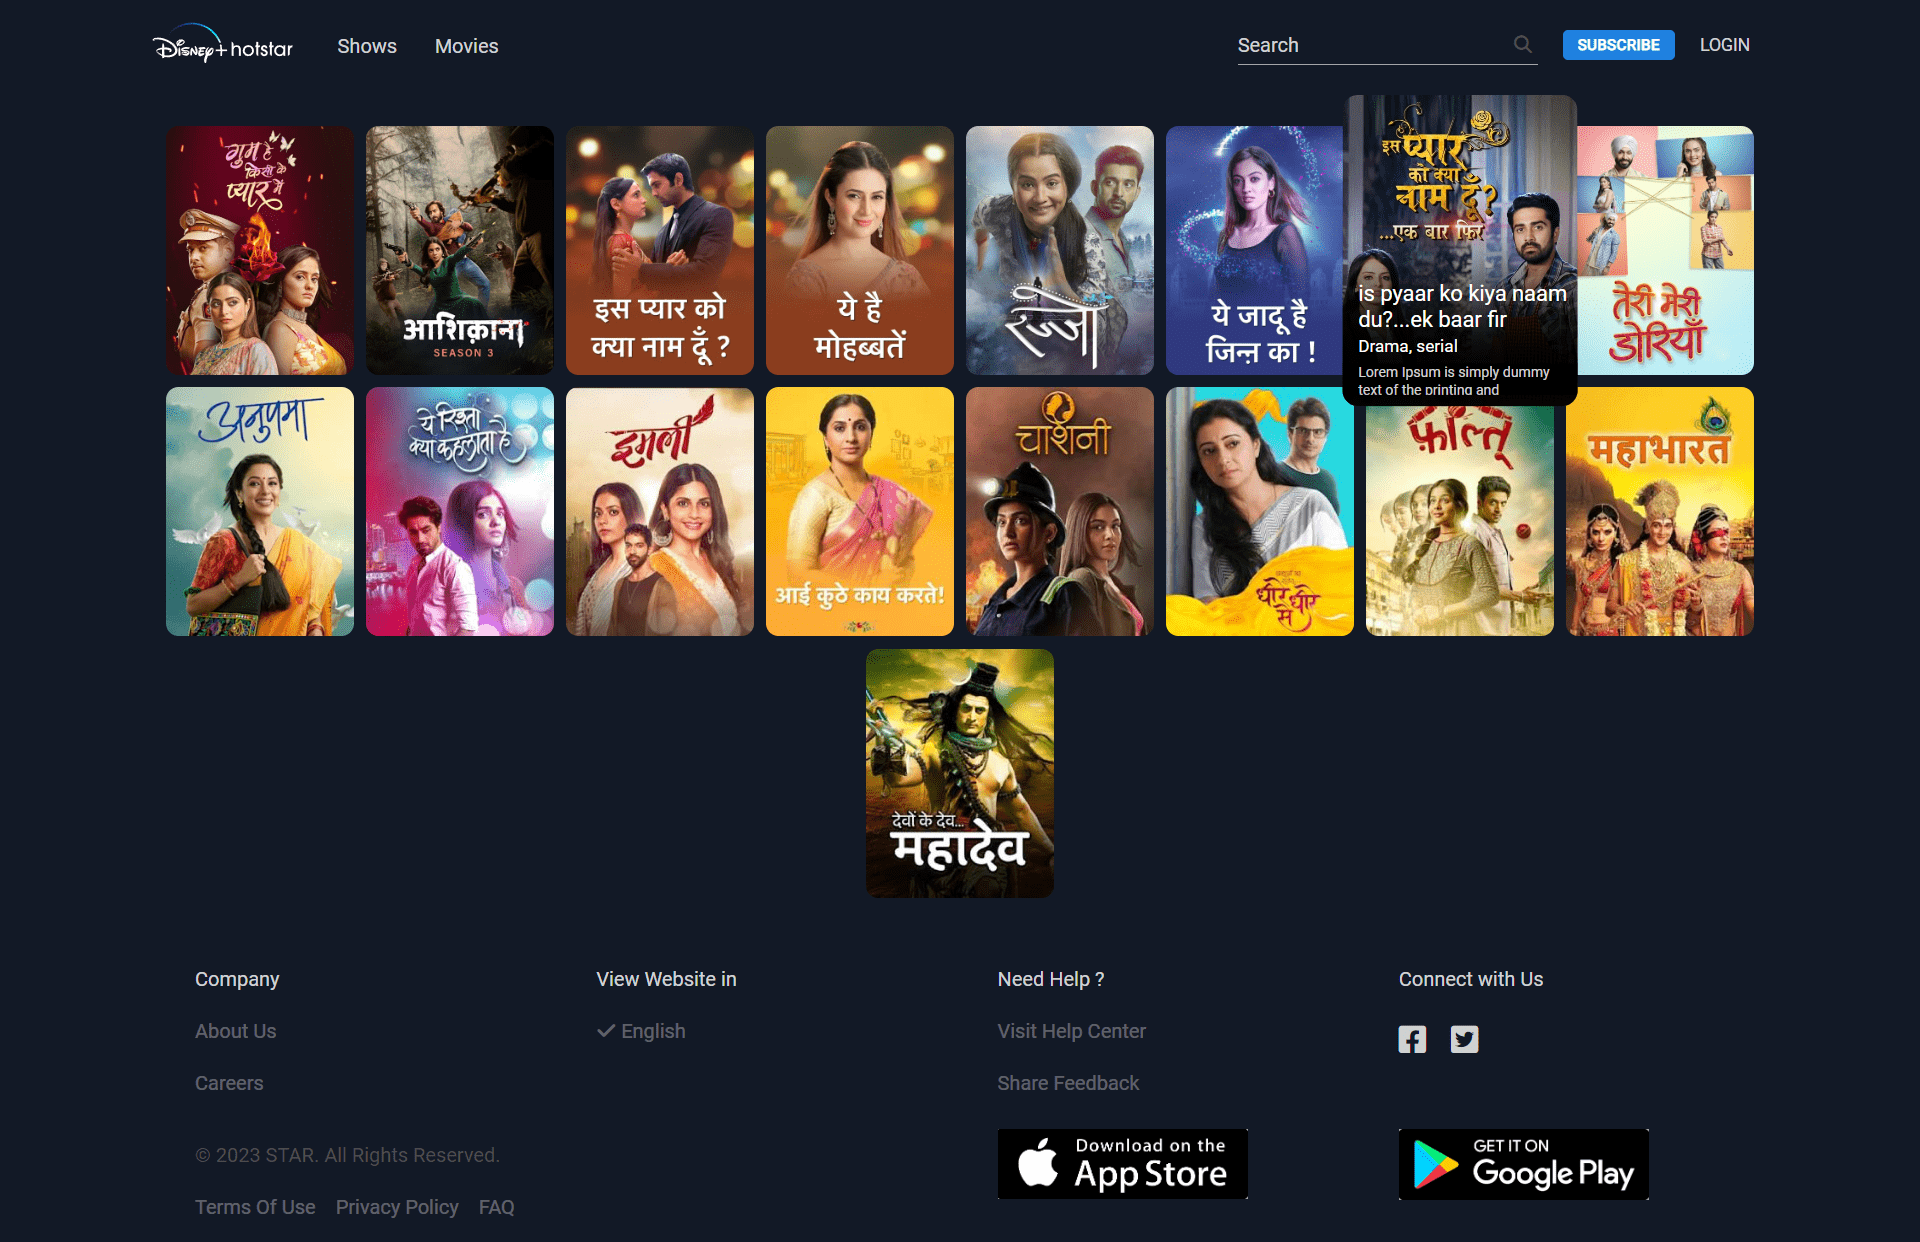 Disney+ hotstar
Shows
Movies
Search
SUBSCRIBE
LOGIN
गुम है
किसी के
प्यार में
आशिक़ाना
SEASON 3
इस प्यार को
क्या नाम दूँ ?
ये है
मोहब्बतें
रज्जो
ये जादू है
जिन्न का !
इस प्यार
को क्या
नाम दूँ?
...एक बार फिर
is pyaar ko kiya naam
du?...ek baar fir
Drama, serial
Lorem Ipsum is simply dummy
text of the printing and
तेरी मेरी
डोरियाँ
अनुपमा
ये रिश्ता
क्या कहलाता है
इमली
आई कुठे काय करते!
चाशनी
धीरे धीरे
से
फ़ालतू
महाभारत
देवों के देव...
महादेव
Company
View Website in
Need Help ?
Connect with Us
About Us
English
Visit Help Center
Careers
Share Feedback
© 2023 STAR. All Rights Reserved.
Download on the
App Store
GET IT ON
Google Play
Terms Of Use
Privacy Policy
FAQ